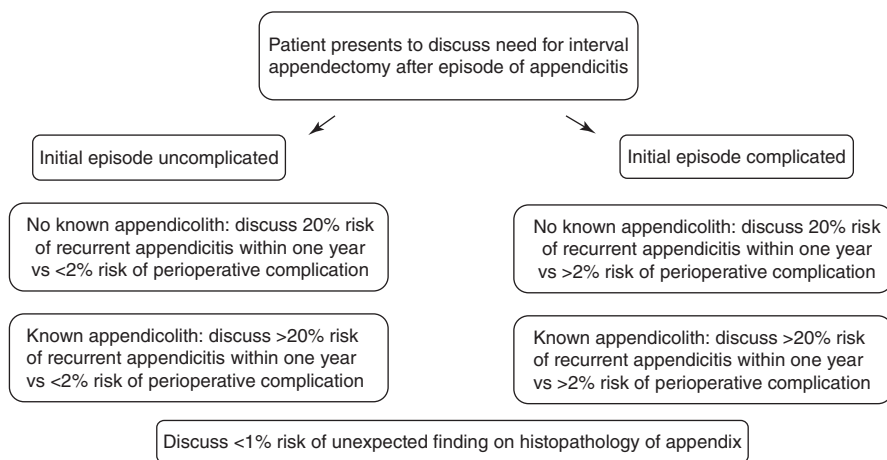 Patient presents to discuss need for interval
appendectomy after episode of appendicitis
Initial episode uncomplicated
Initial episode complicated
No known appendicolith: discuss 20% risk
of recurrent appendicitis within one year
vs <2% risk of perioperative complication
No known appendicolith: discuss 20% risk
of recurrent appendicitis within one year
vs >2% risk of perioperative complication
Known appendicolith: discuss >20% risk
of recurrent appendicitis within one year
vs <2% risk of perioperative complication
Known appendicolith: discuss >20% risk
of recurrent appendicitis within one year
vs >2% risk of perioperative complication
Discuss <1% risk of unexpected finding on histopathology of appendix